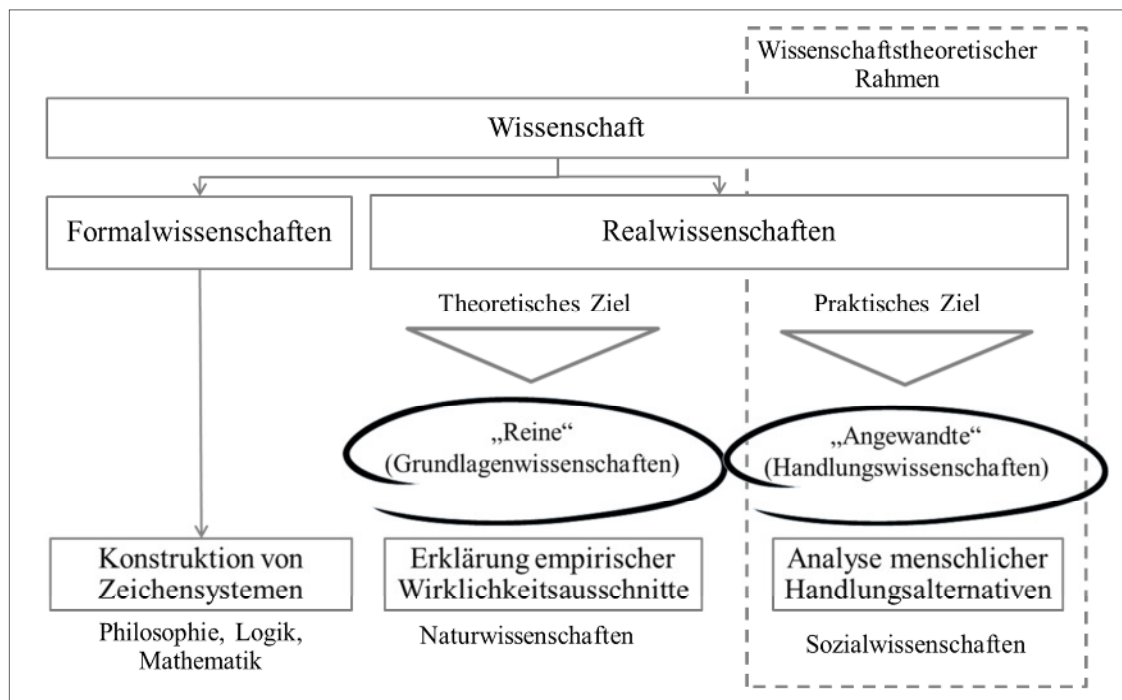 Wissenschaftstheoretischer
Rahmen
Wissenschaft
Formalwissenschaften
Realwissenschaften
Theoretisches Ziel
Praktisches Ziel
„Reine“
(Grundlagenwissenschaften)
„Angewandte“
(Handlungswissenschaften)
Konstruktion von
Zeichensystemen
Erklärung empirischer
Wirklichkeitsausschnitte
Analyse menschlicher
Handlungsalternativen
Philosophie, Logik,
Mathematik
Naturwissenschaften
Sozialwissenschaften